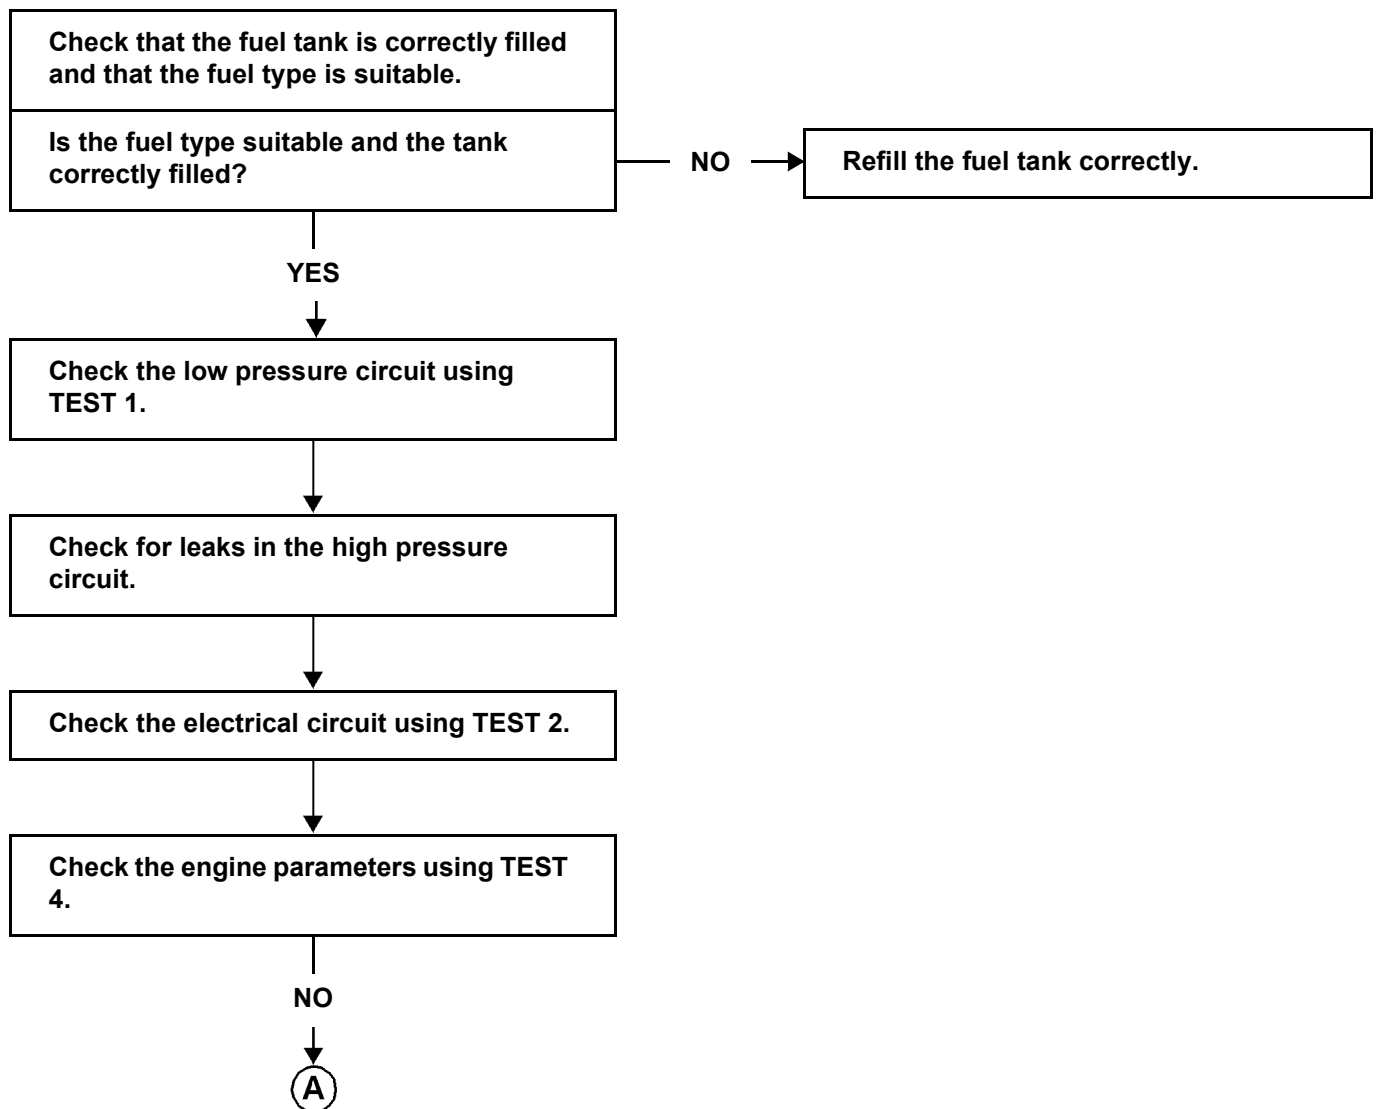 Check that the fuel tank is correctly filled
and that the fuel type is suitable.
Is the fuel type suitable and the tank
correctly filled?
NO
Refill the fuel tank correctly.
YES
Check the low pressure circuit using
TEST 1.
Check for leaks in the high pressure
circuit.
Check the electrical circuit using TEST 2.
Check the engine parameters using TEST
4.
NO
A